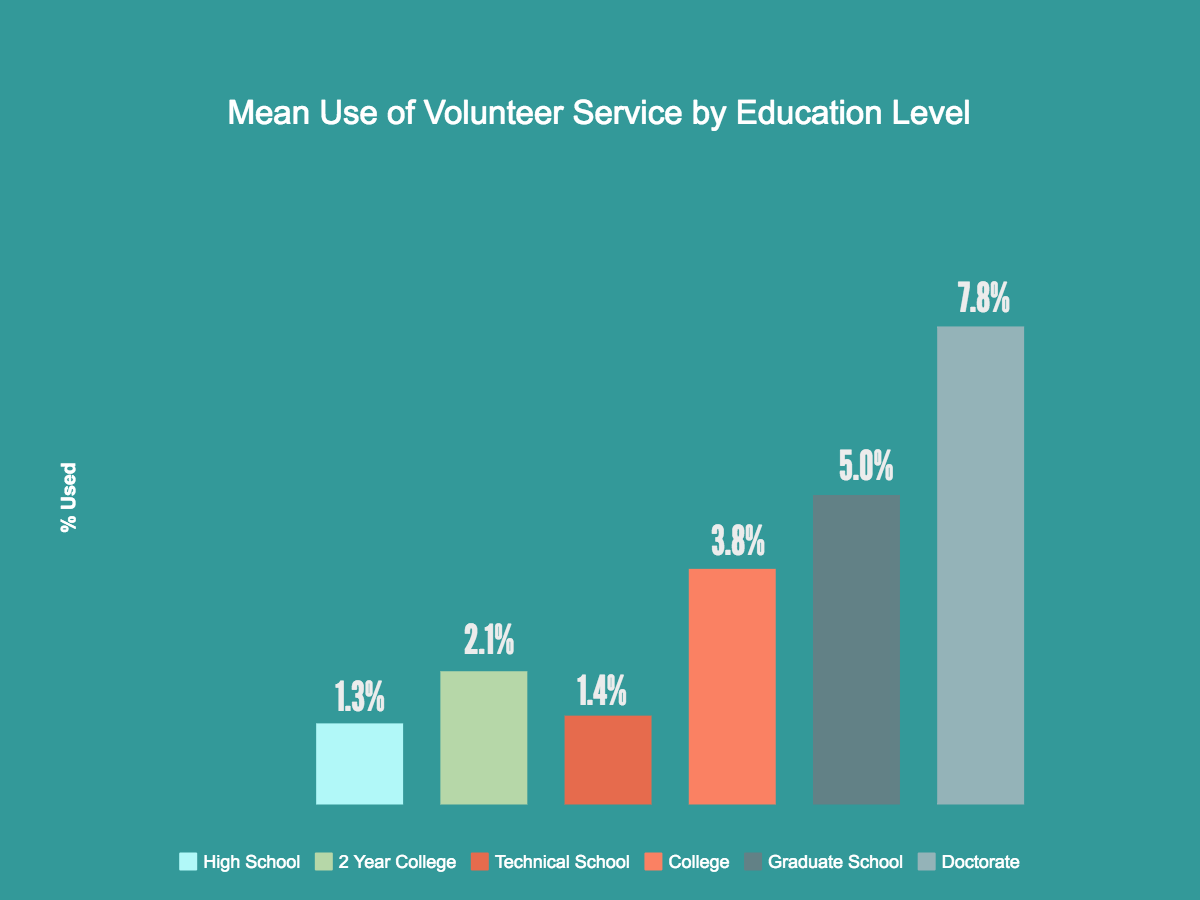 Mean Use of Volunteer Service by Education Level
7.8%
5.0%
3.8%
2.1%
1.3%
1.4%
% Used
High School
2 Year College
Technical School
College
Graduate School
Doctorate